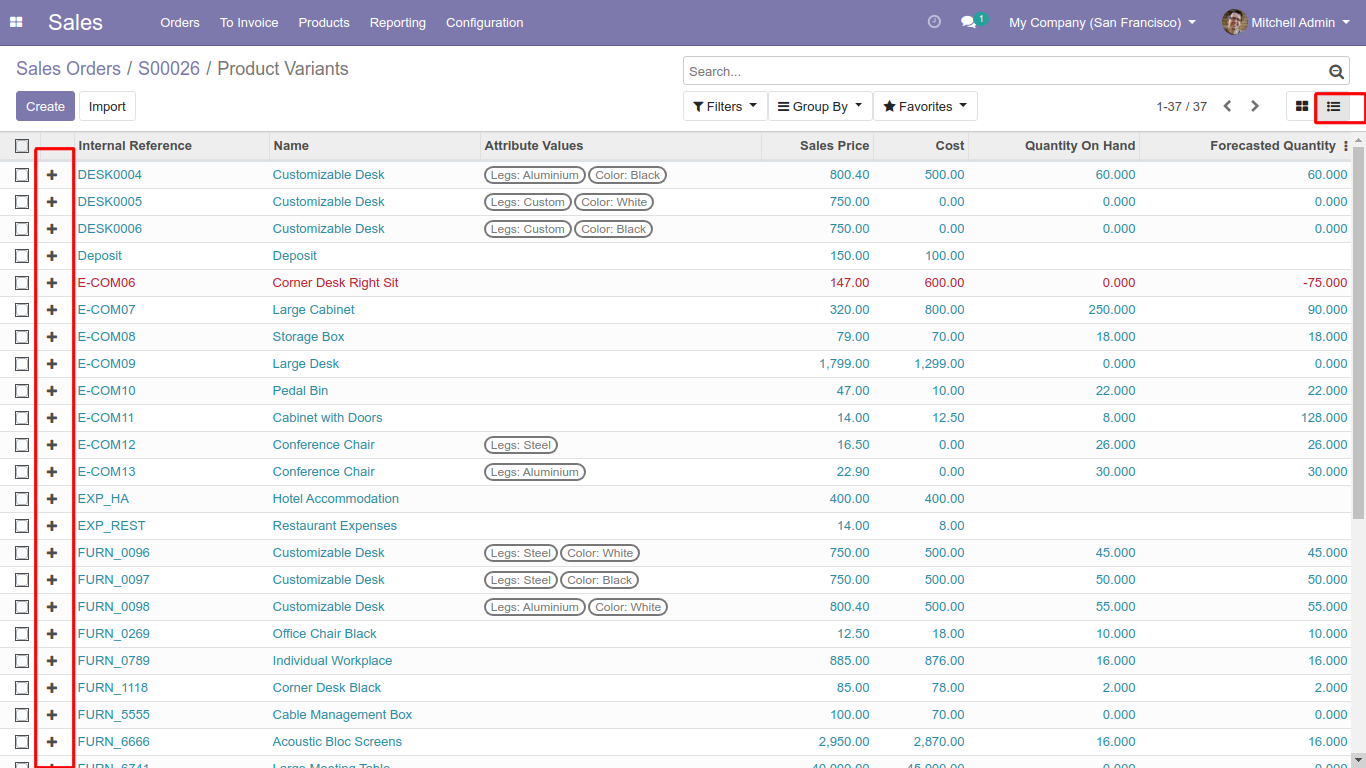 Sales Orders To Invoice Products Reporting Configuration 1 My Company (San Francisco) Mitchell Admin
Sales Orders / S00026 / Product Variants Search...
Create Import Filters Group By Favorites 1-37 / 37
Internal Reference Name Attribute Values Sales Price Cost Quantity On Hand Forecasted Quantity
DESK0004 Customizable Desk Legs: Aluminium Color: Black 800.40 500.00 60.000 60.000
DESK0005 Customizable Desk Legs: Custom Color: White 750.00 0.00 0.000 0.000
DESK0006 Customizable Desk Legs: Custom Color: Black 750.00 0.00 0.000 0.000
Deposit Deposit 150.00 100.00
E-COM06 Corner Desk Right Sit 147.00 600.00 0.000 -75.000
E-COM07 Large Cabinet 320.00 800.00 250.000 90.000
E-COM08 Storage Box 79.00 70.00 18.000 18.000
E-COM09 Large Desk 1,799.00 1,299.00 0.000 0.000
E-COM10 Pedal Bin 47.00 10.00 22.000 22.000
E-COM11 Cabinet with Doors 14.00 12.50 8.000 128.000
E-COM12 Conference Chair Legs: Steel 16.50 0.00 26.000 26.000
E-COM13 Conference Chair Legs: Aluminium 22.90 0.00 30.000 30.000
EXP_HA Hotel Accommodation 400.00 400.00
EXP_REST Restaurant Expenses 14.00 8.00
FURN_0096 Customizable Desk Legs: Steel Color: White 750.00 500.00 45.000 45.000
FURN_0097 Customizable Desk Legs: Steel Color: Black 750.00 500.00 50.000 50.000
FURN_0098 Customizable Desk Legs: Aluminium Color: White 800.40 500.00 55.000 55.000
FURN_0269 Office Chair Black 12.50 18.00 10.000 10.000
FURN_0789 Individual Workplace 885.00 876.00 16.000 16.000
FURN_1118 Corner Desk Black 85.00 78.00 2.000 2.000
FURN_5555 Cable Management Box 100.00 70.00 0.000 0.000
FURN_6666 Acoustic Bloc Screens 2,950.00 2,870.00 16.000 16.000
FURN_6741 Large Meeting Table 0.000 0.000